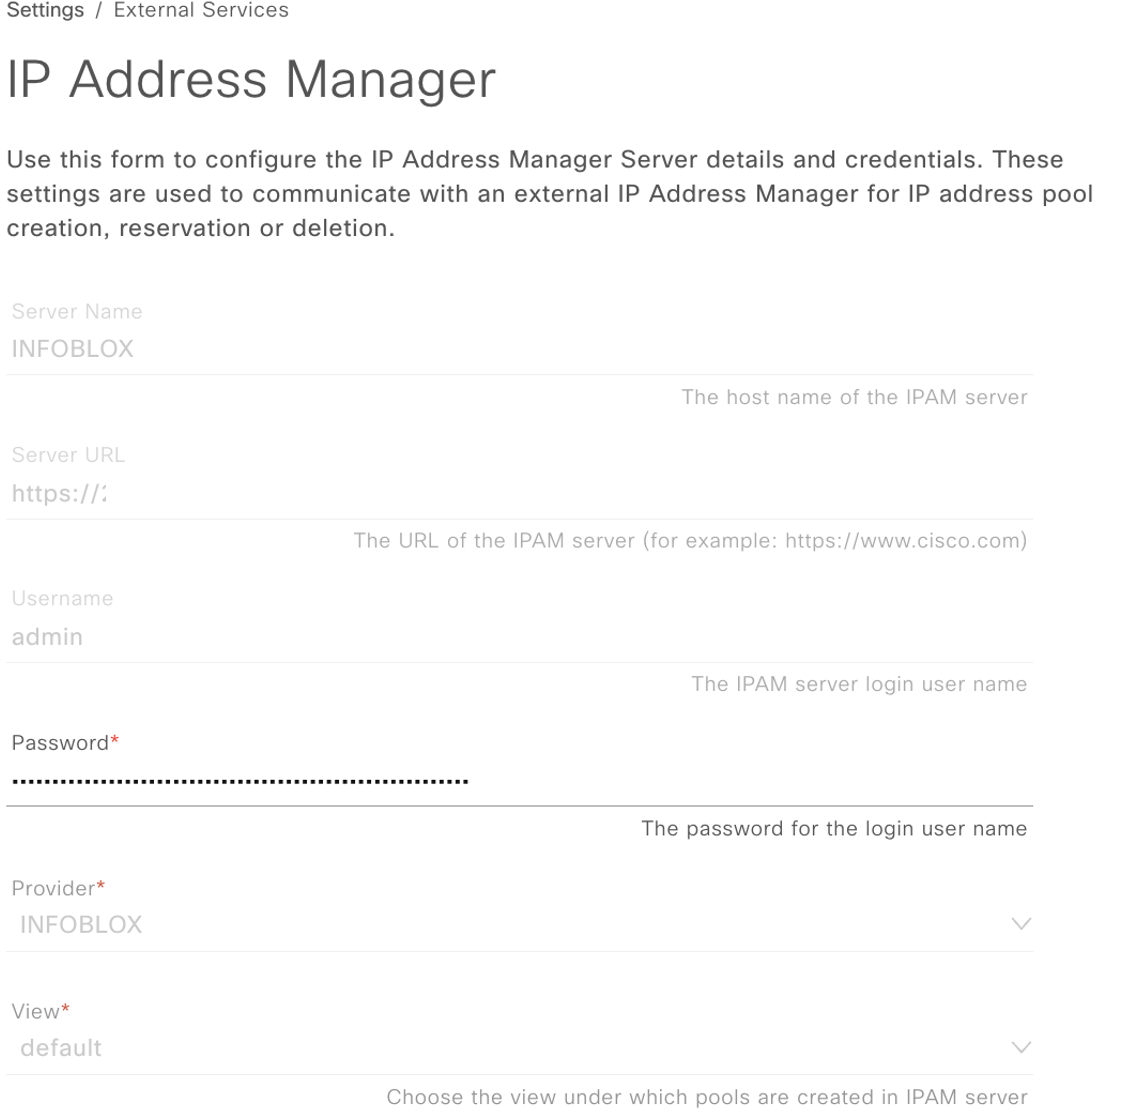 Settings / External Services
IP Address Manager
Use this form to configure the IP Address Manager Server details and credentials. These
settings are used to communicate with an external IP Address Manager for IP address pool
creation, reservation or deletion.
Server Name
INFOBLOX
The host name of the IPAM server
Server URL
https://
The URL of the IPAM server (for example: https://www.cisco.com)
Username
admin
The IPAM server login user name
Password*
The password for the login user name
Provider*
INFOBLOX
View*
default
Choose the view under which pools are created in IPAM server